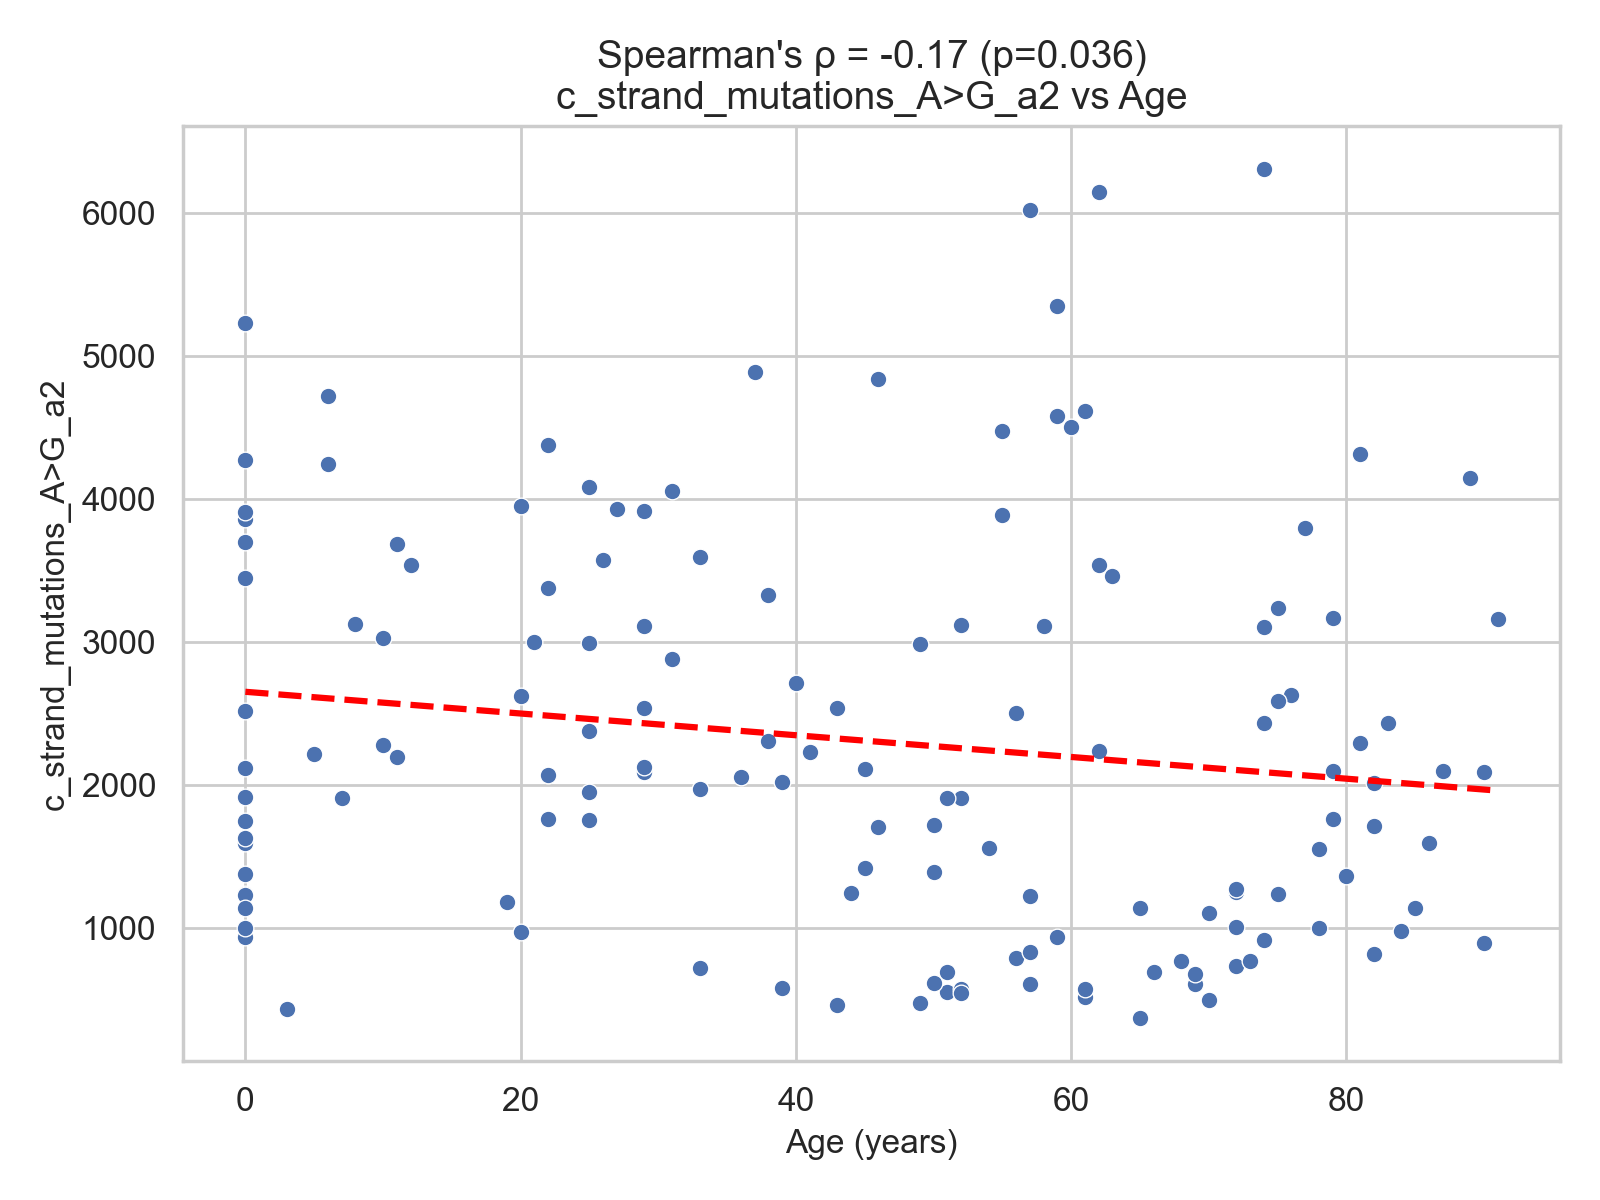 Spearman's ρ = -0.17 (p=0.036)
c_strand_mutations_A>G_a2 vs Age
6000
5000
4000
3000
2000
1000
c_strand_mutations_A>G_a2
0 20 40 60 80
Age (years)